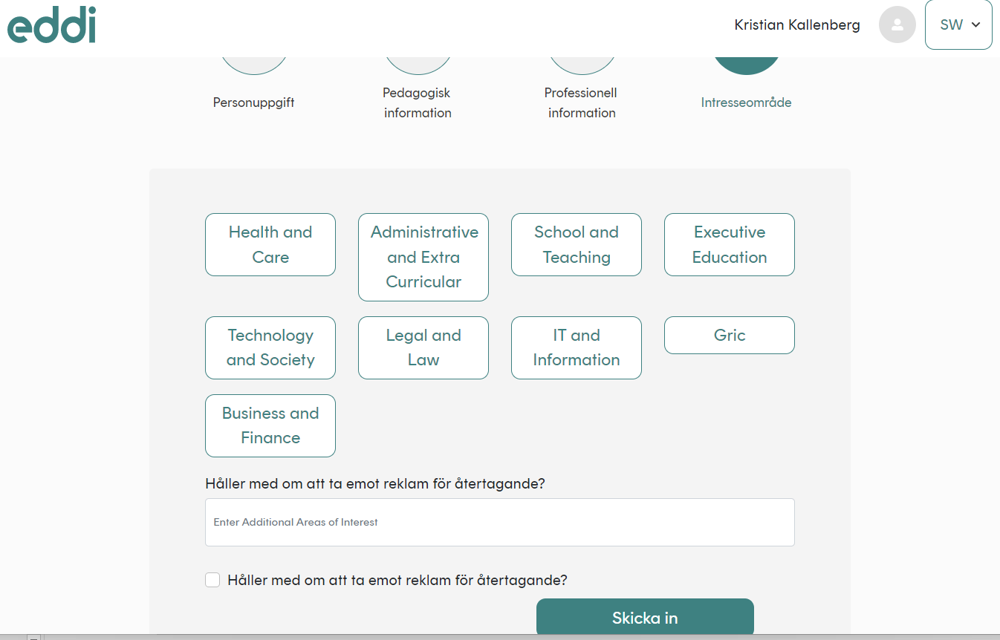 eddi
Kristian Kallenberg
SW
Personuppgift
Pedagogisk
information
Professionell
information
Intresseområde
Health and
Care
Administrative
and Extra
Curricular
School and
Teaching
Executive
Education
Technology
and Society
Legal and
Law
IT and
Information
Gric
Business and
Finance
Håller med om att ta emot reklam för återtagande?
Enter Additional Areas of Interest
Håller med om att ta emot reklam för återtagande?
Skicka in